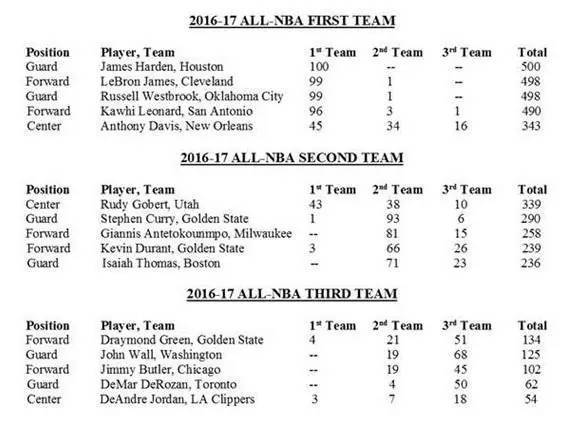 2016-17 ALL-NBA FIRST TEAM
Position Player, Team 1st Team 2nd Team 3rd Team Total
Guard James Harden, Houston 100 -- -- 500
Forward LeBron James, Cleveland 99 1 -- 498
Guard Russell Westbrook, Oklahoma City 99 1 -- 498
Forward Kawhi Leonard, San Antonio 96 3 1 490
Center Anthony Davis, New Orleans 45 34 16 343
2016-17 ALL-NBA SECOND TEAM
Position Player, Team 1st Team 2nd Team 3rd Team Total
Center Rudy Gobert, Utah 43 38 10 339
Guard Stephen Curry, Golden State 1 93 6 290
Forward Giannis Antetokounmpo, Milwaukee -- 81 15 258
Forward Kevin Durant, Golden State 3 66 26 239
Guard Isaiah Thomas, Boston -- 71 23 236
2016-17 ALL-NBA THIRD TEAM
Position Player, Team 1st Team 2nd Team 3rd Team Total
Forward Draymond Green, Golden State 4 21 51 134
Guard John Wall, Washington -- 19 68 125
Forward Jimmy Butler, Chicago -- 19 45 102
Guard DeMar DeRozan, Toronto -- 4 50 62
Center DeAndre Jordan, LA Clippers 3 7 18 54